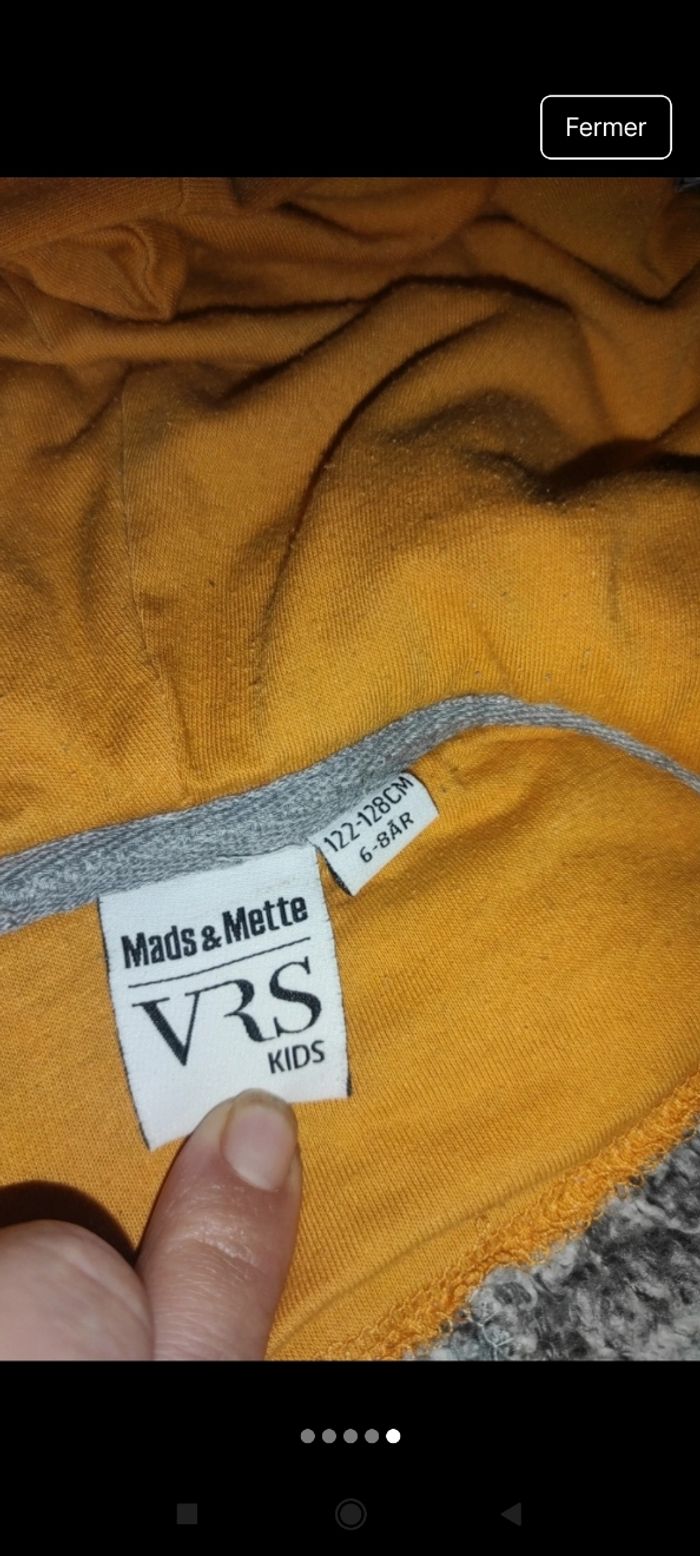 Fermer
122-128CM
6-8ÅR
Mads & Mette
VRS
KIDS